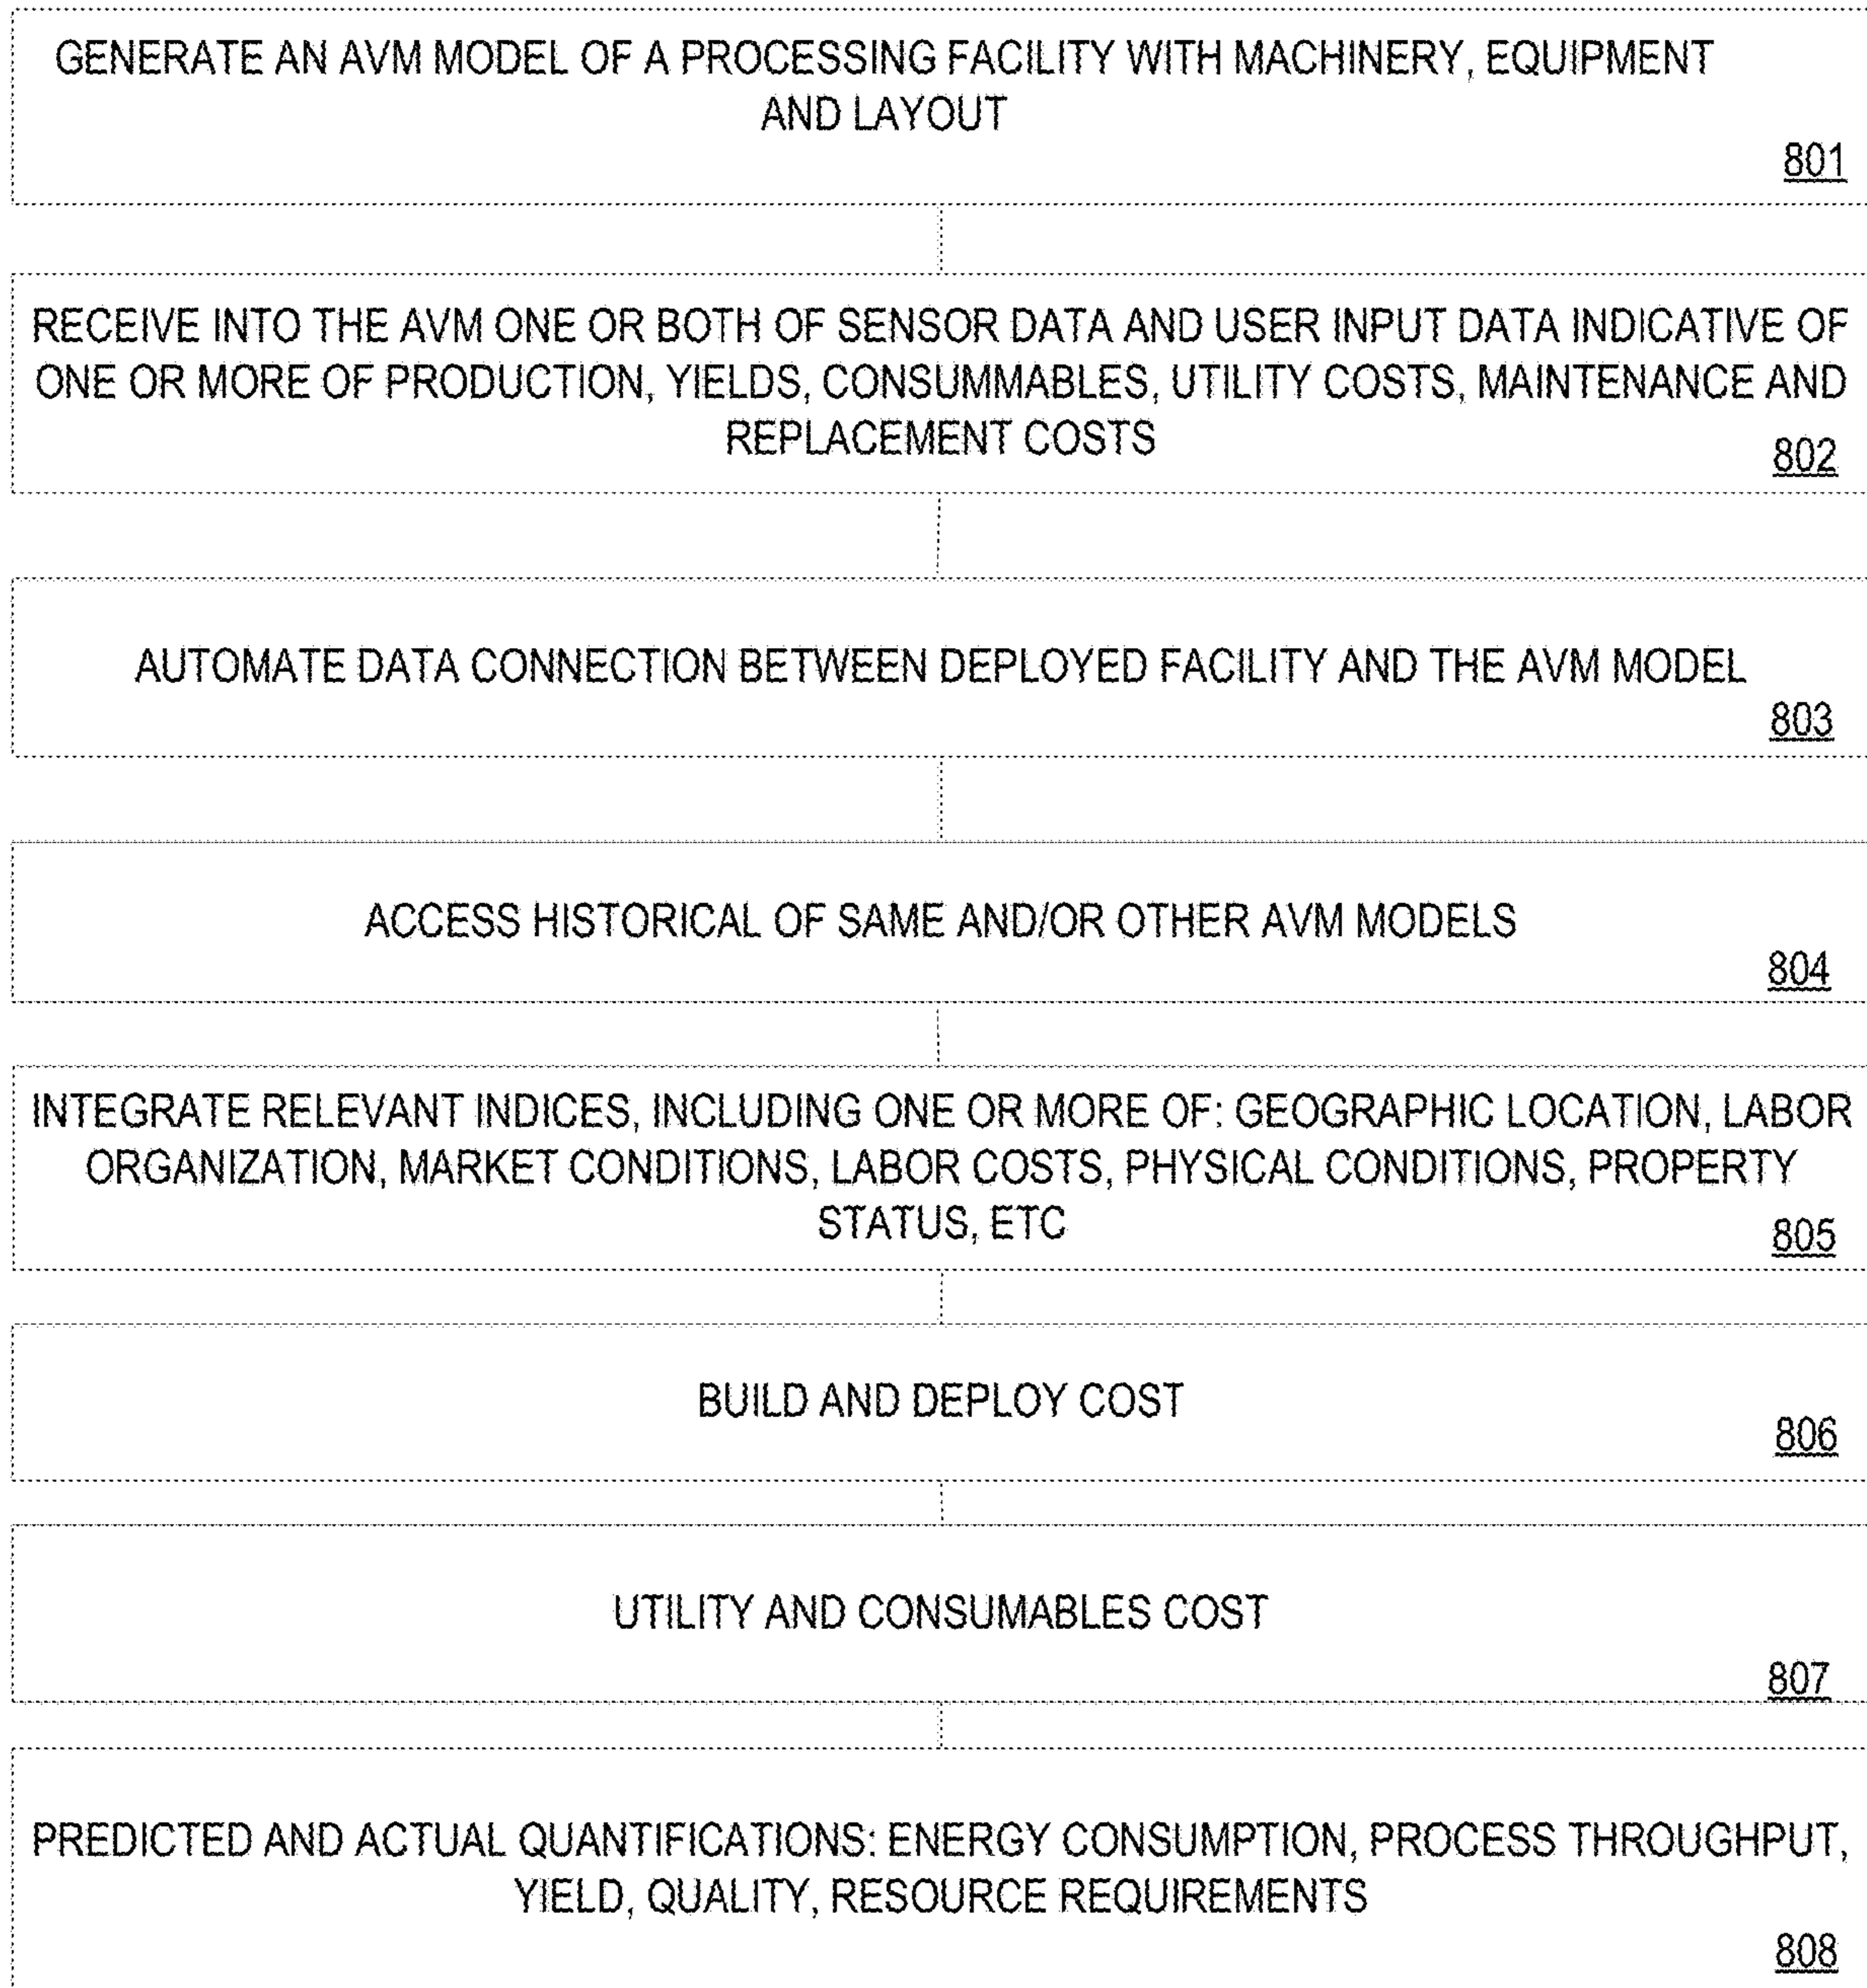 GENERATE AN AVM MODEL OF A PROCESSING FACILITY WITH MACHINERY, EQUIPMENT
AND LAYOUT
801
RECEIVE INTO THE AVM ONE OR BOTH OF SENSOR DATA AND USER INPUT DATA INDICATIVE OF
ONE OR MORE OF PRODUCTION, YIELDS, CONSUMMABLES, UTILITY COSTS, MAINTENANCE AND
REPLACEMENT COSTS
802
AUTOMATE DATA CONNECTION BETWEEN DEPLOYED FACILITY AND THE AVM MODEL
803
ACCESS HISTORICAL OF SAME AND/OR OTHER AVM MODELS
804
INTEGRATE RELEVANT INDICES, INCLUDING ONE OR MORE OF: GEOGRAPHIC LOCATION, LABOR
ORGANIZATION, MARKET CONDITIONS, LABOR COSTS, PHYSICAL CONDITIONS, PROPERTY
STATUS, ETC
805
BUILD AND DEPLOY COST
806
UTILITY AND CONSUMABLES COST
807
PREDICTED AND ACTUAL QUANTIFICATIONS: ENERGY CONSUMPTION, PROCESS THROUGHPUT,
YIELD, QUALITY, RESOURCE REQUIREMENTS
808